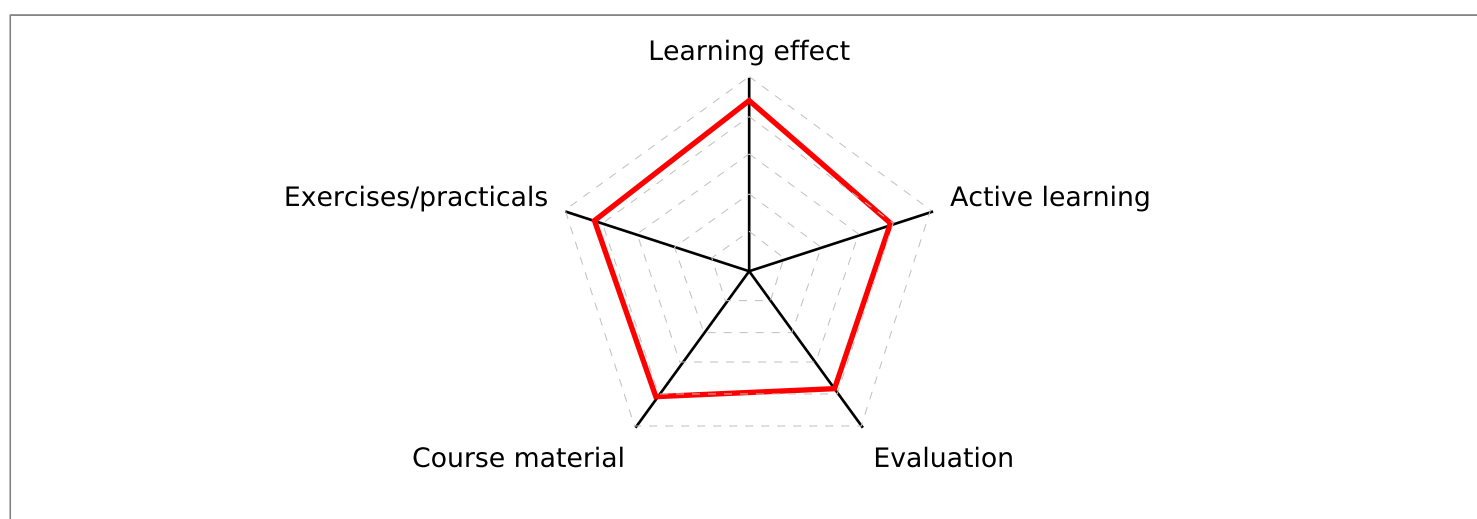 Learning effect
Exercises/practicals
Active learning
Course material
Evaluation